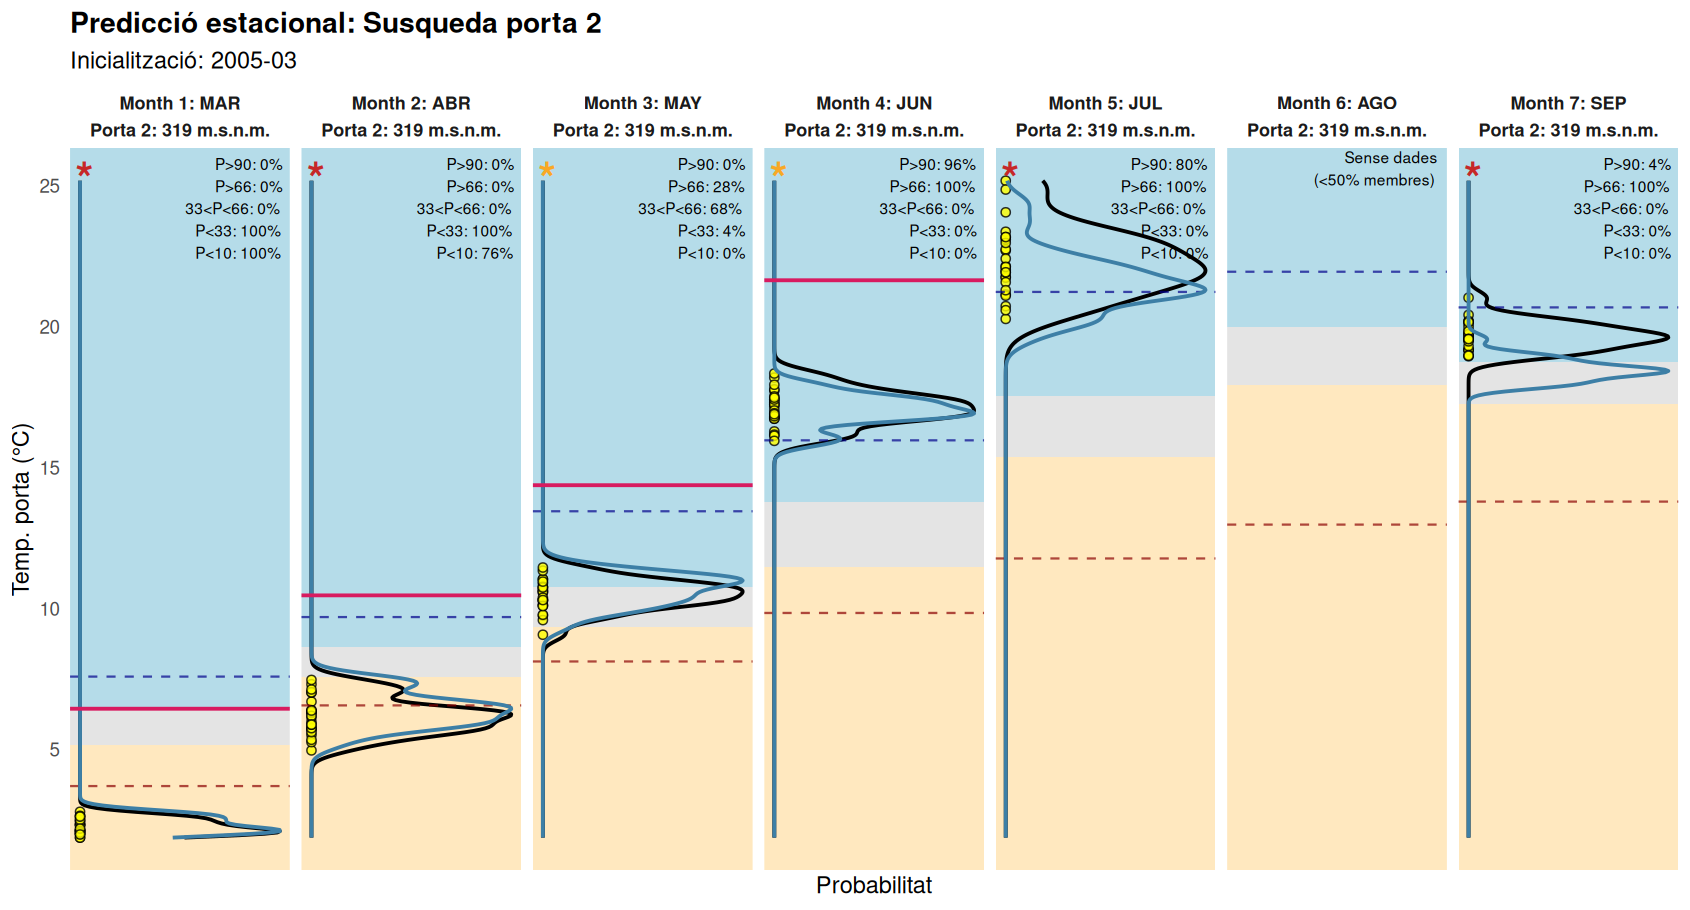 Predicció estacional: Susqueda porta 2
Inicialització: 2005-03
Month 1: MAR
Porta 2: 319 m.s.n.m.
Month 2: ABR
Porta 2: 319 m.s.n.m.
Month 3: MAY
Porta 2: 319 m.s.n.m.
Month 4: JUN
Porta 2: 319 m.s.n.m.
Month 5: JUL
Porta 2: 319 m.s.n.m.
Month 6: AGO
Porta 2: 319 m.s.n.m.
Month 7: SEP
Porta 2: 319 m.s.n.m.
*
P>90: 0%
P>66: 0%
33<P<66: 0%
P<33: 100%
P<10: 100%
*
P>90: 0%
P>66: 0%
33<P<66: 0%
P<33: 100%
P<10: 76%
*
P>90: 0%
P>66: 28%
33<P<66: 68%
P<33: 4%
P<10: 0%
*
P>90: 96%
P>66: 100%
33<P<66: 0%
P<33: 0%
P<10: 0%
*
P>90: 80%
P>66: 100%
33<P<66: 0%
P<33: 0%
P<10: 0%
Sense dades
(<50% membres)
*
P>90: 4%
P>66: 100%
33<P<66: 0%
P<33: 0%
P<10: 0%
Temp. porta (°C)
25
20
15
10
5
Probabilitat